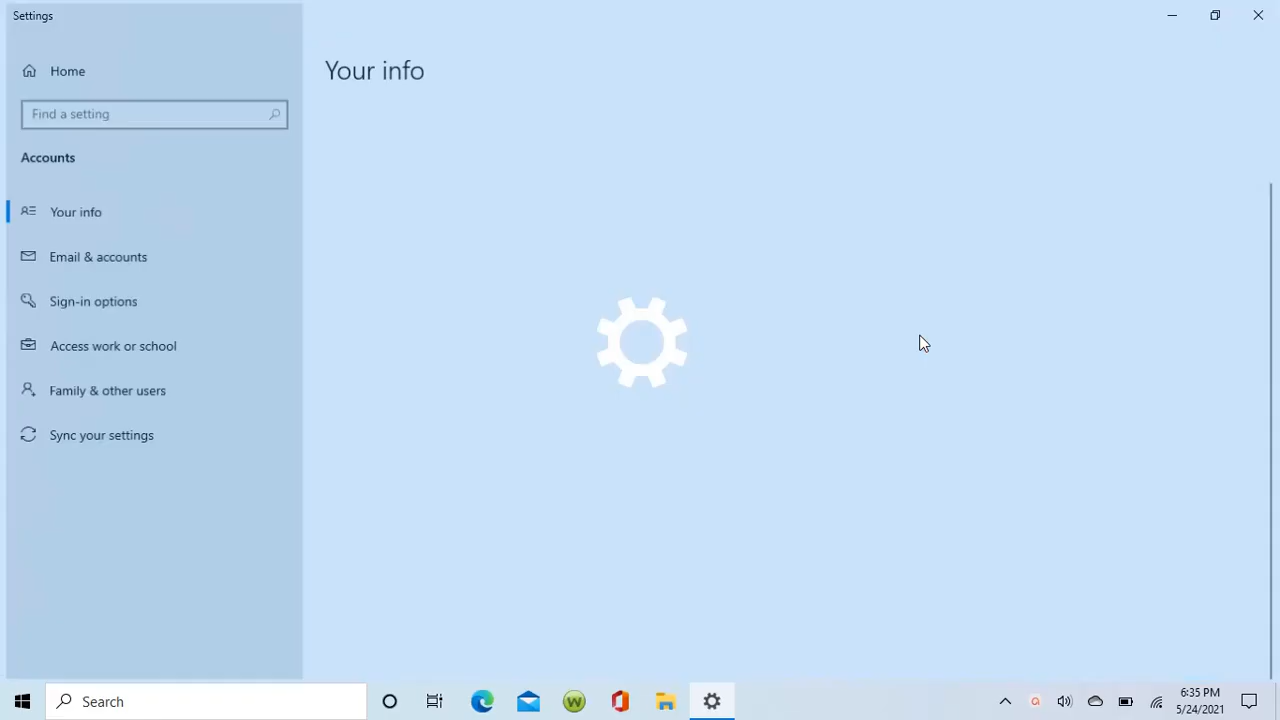 Settings
Home
Find a setting
Accounts
Your info
Email & accounts
Sign-in options
Access work or school
Family & other users
Sync your settings
Your info
Search
6:35 PM
5/24/2021